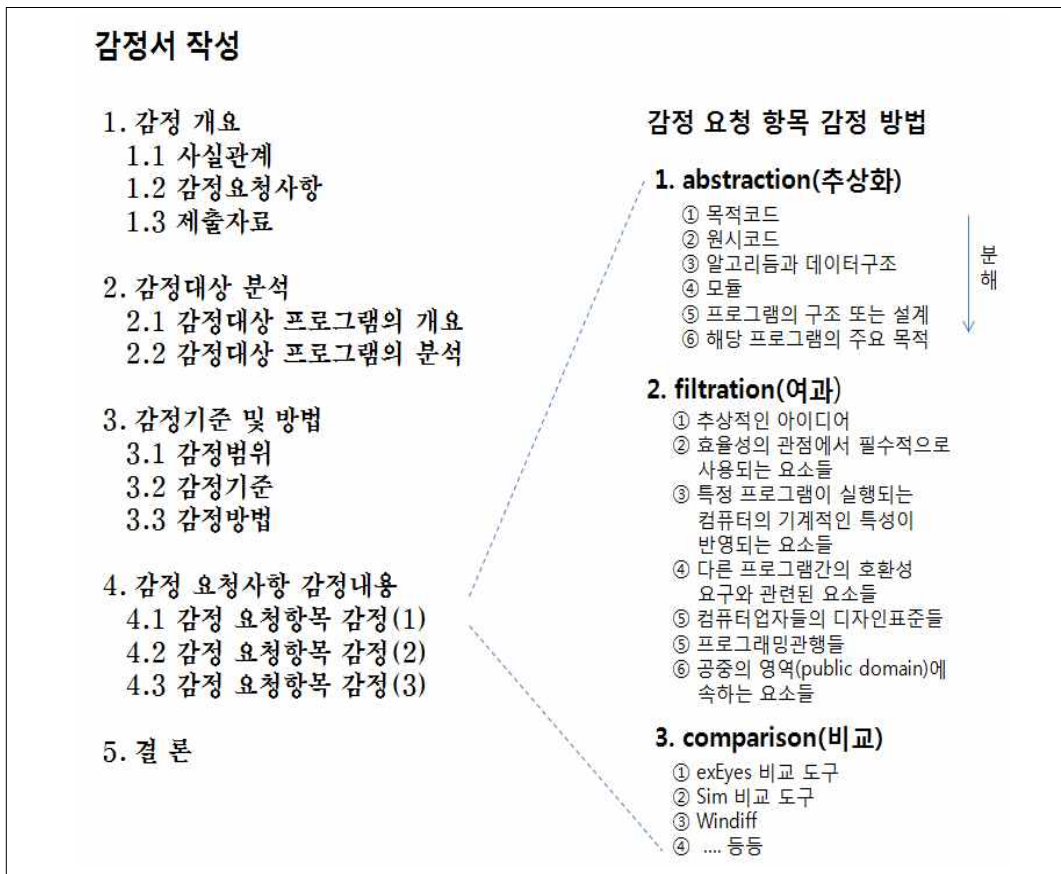 감정서 작성
1. 감정 개요
1.1 사실관계
1.2 감정요청사항
1.3 제출자료
2. 감정대상 분석
2.1 감정대상 프로그램의 개요
2.2 감정대상 프로그램의 분석
3. 감정기준 및 방법
3.1 감정범위
3.2 감정기준
3.3 감정방법
4. 감정 요청사항 감정내용
4.1 감정 요청항목 감정(1)
4.2 감정 요청항목 감정(2)
4.3 감정 요청항목 감정(3)
5. 결 론
감정 요청 항목 감정 방법
1. abstraction(추상화)
① 목적코드
② 원시코드
③ 알고리듬과 데이터구조
④ 모듈
⑤ 프로그램의 구조 또는 설계
⑥ 해당 프로그램의 주요 목적
분
해
2. filtration(여과)
① 추상적인 아이디어
② 효율성의 관점에서 필수적으로
사용되는 요소들
③ 특정 프로그램이 실행되는
컴퓨터의 기계적인 특성이
반영되는 요소들
④ 다른 프로그램간의 호환성
요구와 관련된 요소들
⑤ 컴퓨터업자들의 디자인표준들
⑤ 프로그래밍관행들
⑥ 공중의 영역(public domain)에
속하는 요소들
3. comparison(비교)
① exEyes 비교 도구
② Sim 비교 도구
③ Windiff
④ .... 등등